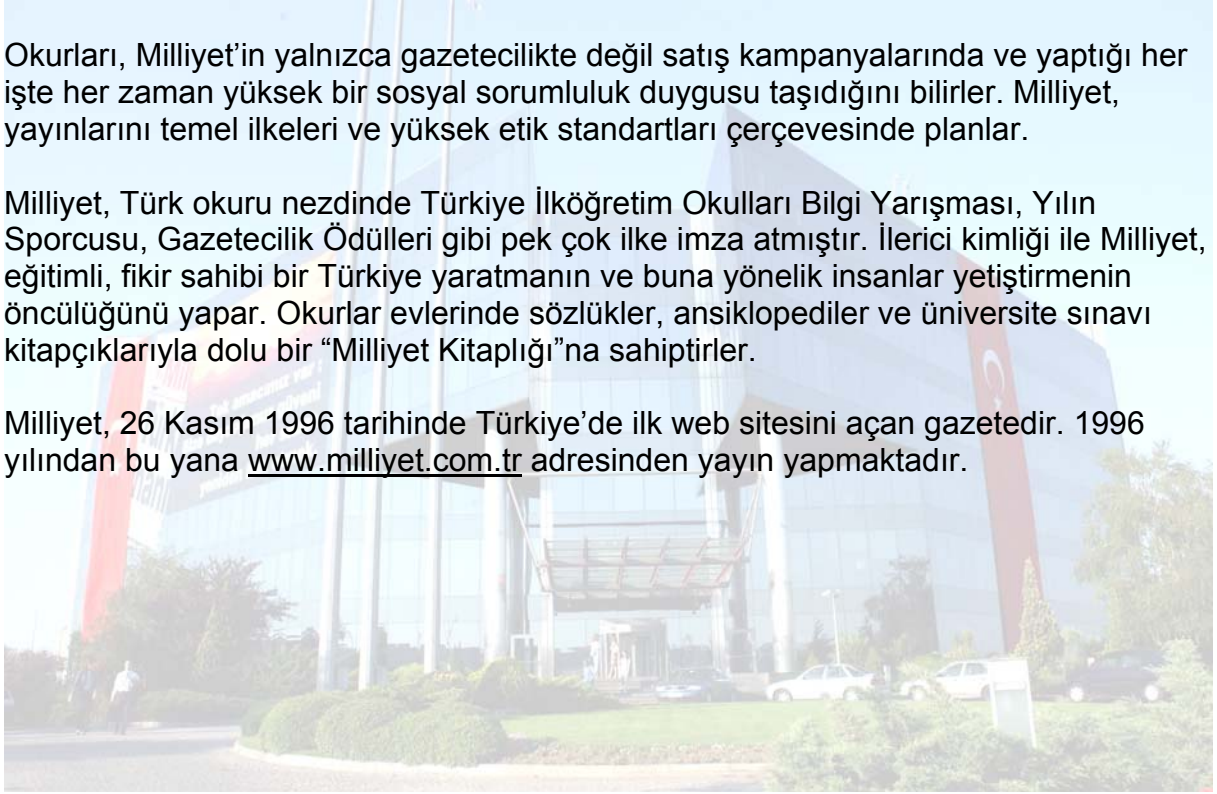 Okurları, Milliyet’in yalnızca gazetecilikte değil satış kampanyalarında ve yaptığı her
işte her zaman yüksek bir sosyal sorumluluk duygusu taşıdığını bilirler. Milliyet,
yayınlarını temel ilkeleri ve yüksek etik standartları çerçevesinde planlar.
Milliyet, Türk okuru nezdinde Türkiye İlköğretim Okulları Bilgi Yarışması, Yılın
Sporcusu, Gazetecilik Ödülleri gibi pek çok ilke imza atmıştır. İlerici kimliği ile Milliyet,
eğitimli, fikir sahibi bir Türkiye yaratmanın ve buna yönelik insanlar yetiştirmenin
öncülüğünü yapar. Okurlar evlerinde sözlükler, ansiklopediler ve üniversite sınavı
kitapçıklarıyla dolu bir “Milliyet Kitaplığı”na sahiptirler.
Milliyet, 26 Kasım 1996 tarihinde Türkiye’de ilk web sitesini açan gazetedir. 1996
yılından bu yana www.milliyet.com.tr adresinden yayın yapmaktadır.